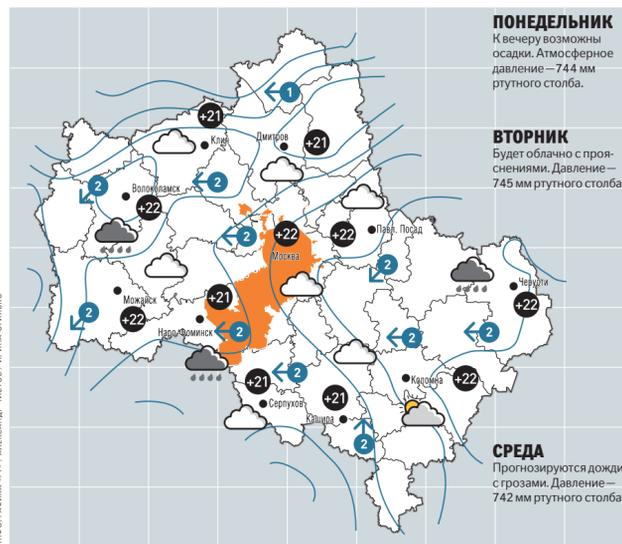 ПОНЕДЕЛЬНИК
К вечеру возможны
осадки. Атмосферное
давление—744 мм
ртутного столба.
ВТОРНИК
Будет облачно с проя-
снениями. Давление—
745 мм ртутного столба
СРЕДА
Прогнозируются дожди
с грозами. Давление—
742 мм ртутного столба
1
+21
Клин
Дмитров
+21
2
Волоколамск
+22
2
2
+22
Москва
+22
Павл. Посад
2
Черусти
+22
Можайск
+22
2
+21
Наро-Фоминск
2
2
2
+21
2
Серпухов
+21
Кашира
2
Коломна
+22